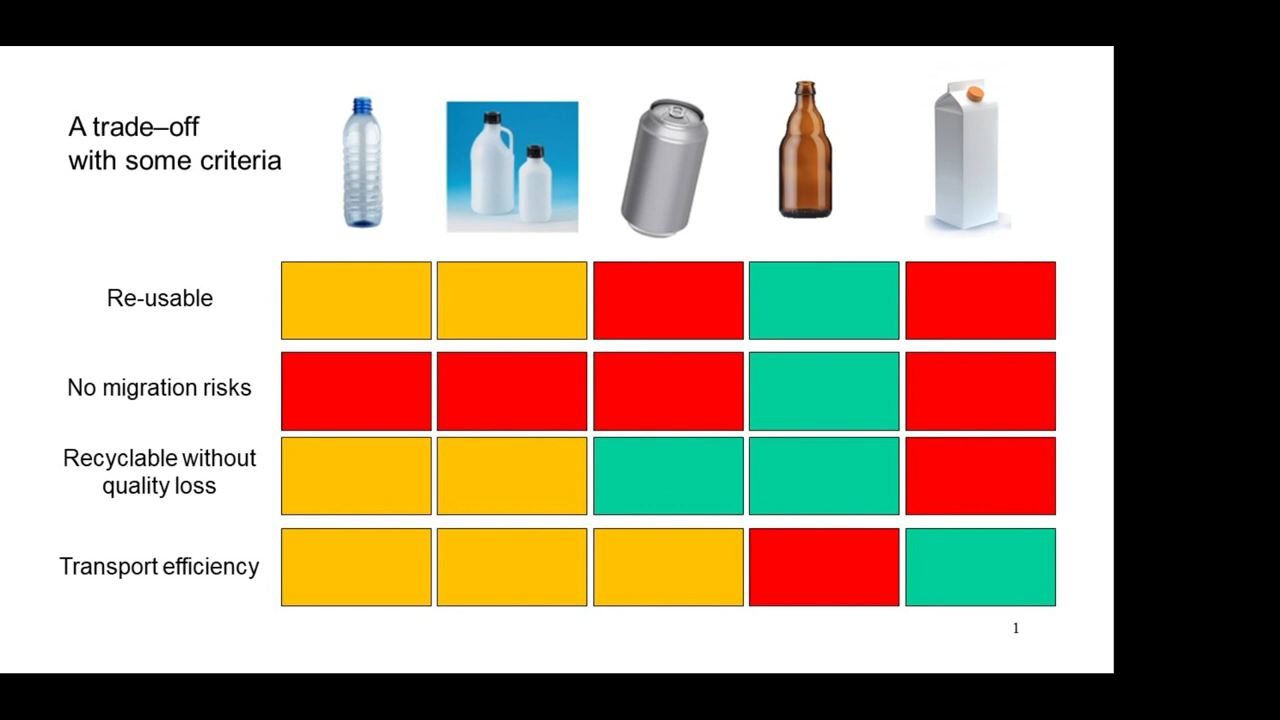 A trade–off
with some criteria
Re-usable
No migration risks
Recyclable without
quality loss
Transport efficiency
1